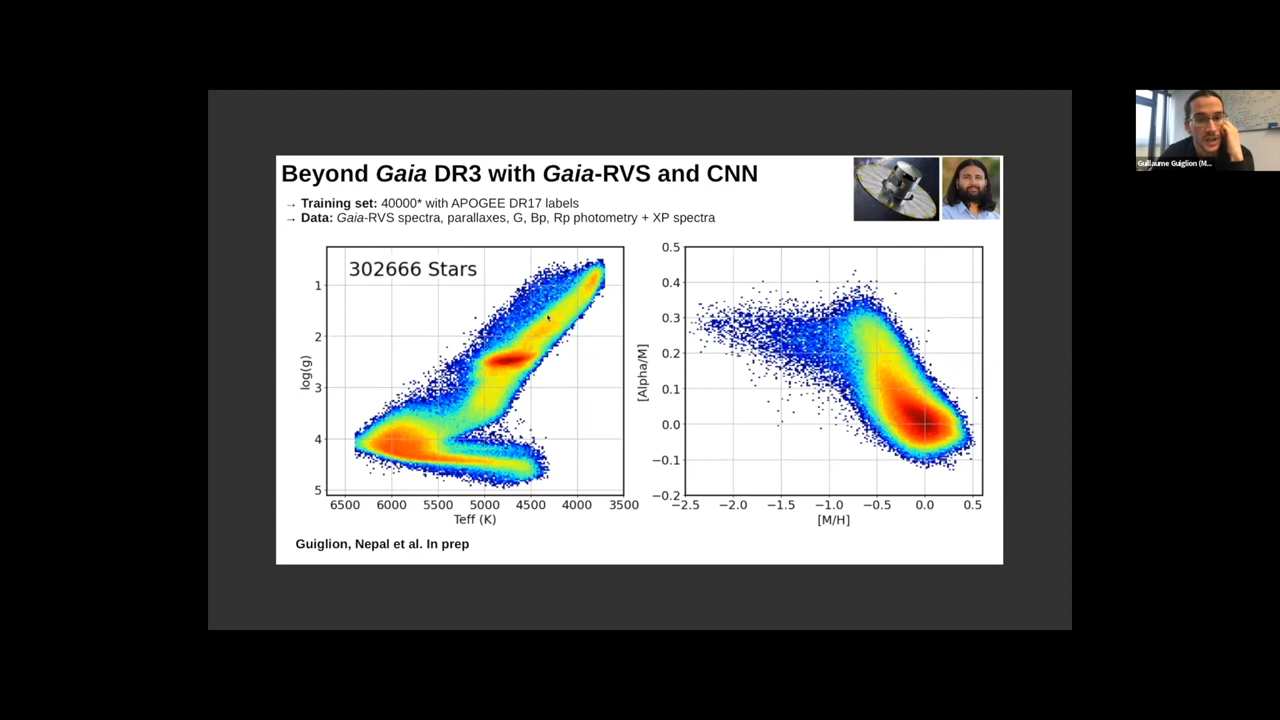 Beyond Gaia DR3 with Gaia-RVS and CNN
→ Training set: 40000* with APOGEE DR17 labels
→ Data: Gaia-RVS spectra, parallaxes, G, Bp, Rp photometry + XP spectra
Guillaume Guiglion (M...
302666 Stars
1
2
3
4
5
log(g)
6500 6000 5500 5000 4500 4000 3500
Teff (K)
0.5
0.4
0.3
0.2
0.1
0.0
−0.1
−0.2
[Alpha/M]
−2.5 −2.0 −1.5 −1.0 −0.5 0.0 0.5
[M/H]
Guiglion, Nepal et al. In prep